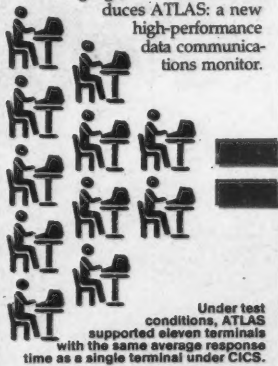 duces ATLAS: a new
high-performance
data communica-
tions monitor.
Under test
conditions, ATLAS
supported eleven terminals
with the same average response
time as a single terminal under CICS.